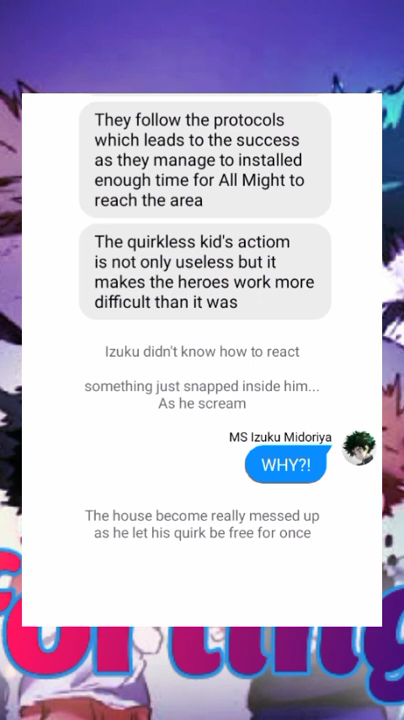 They follow the protocols
which leads to the success
as they manage to installed
enough time for All Might to
reach the area
The quirkless kid's actiom
is not only useless but it
makes the heroes work more
difficult than it was
Izuku didn't know how to react
something just snapped inside him...
As he scream
MS Izuku Midoriya
WHY?!
The house become really messed up
as he let his quirk be free for once